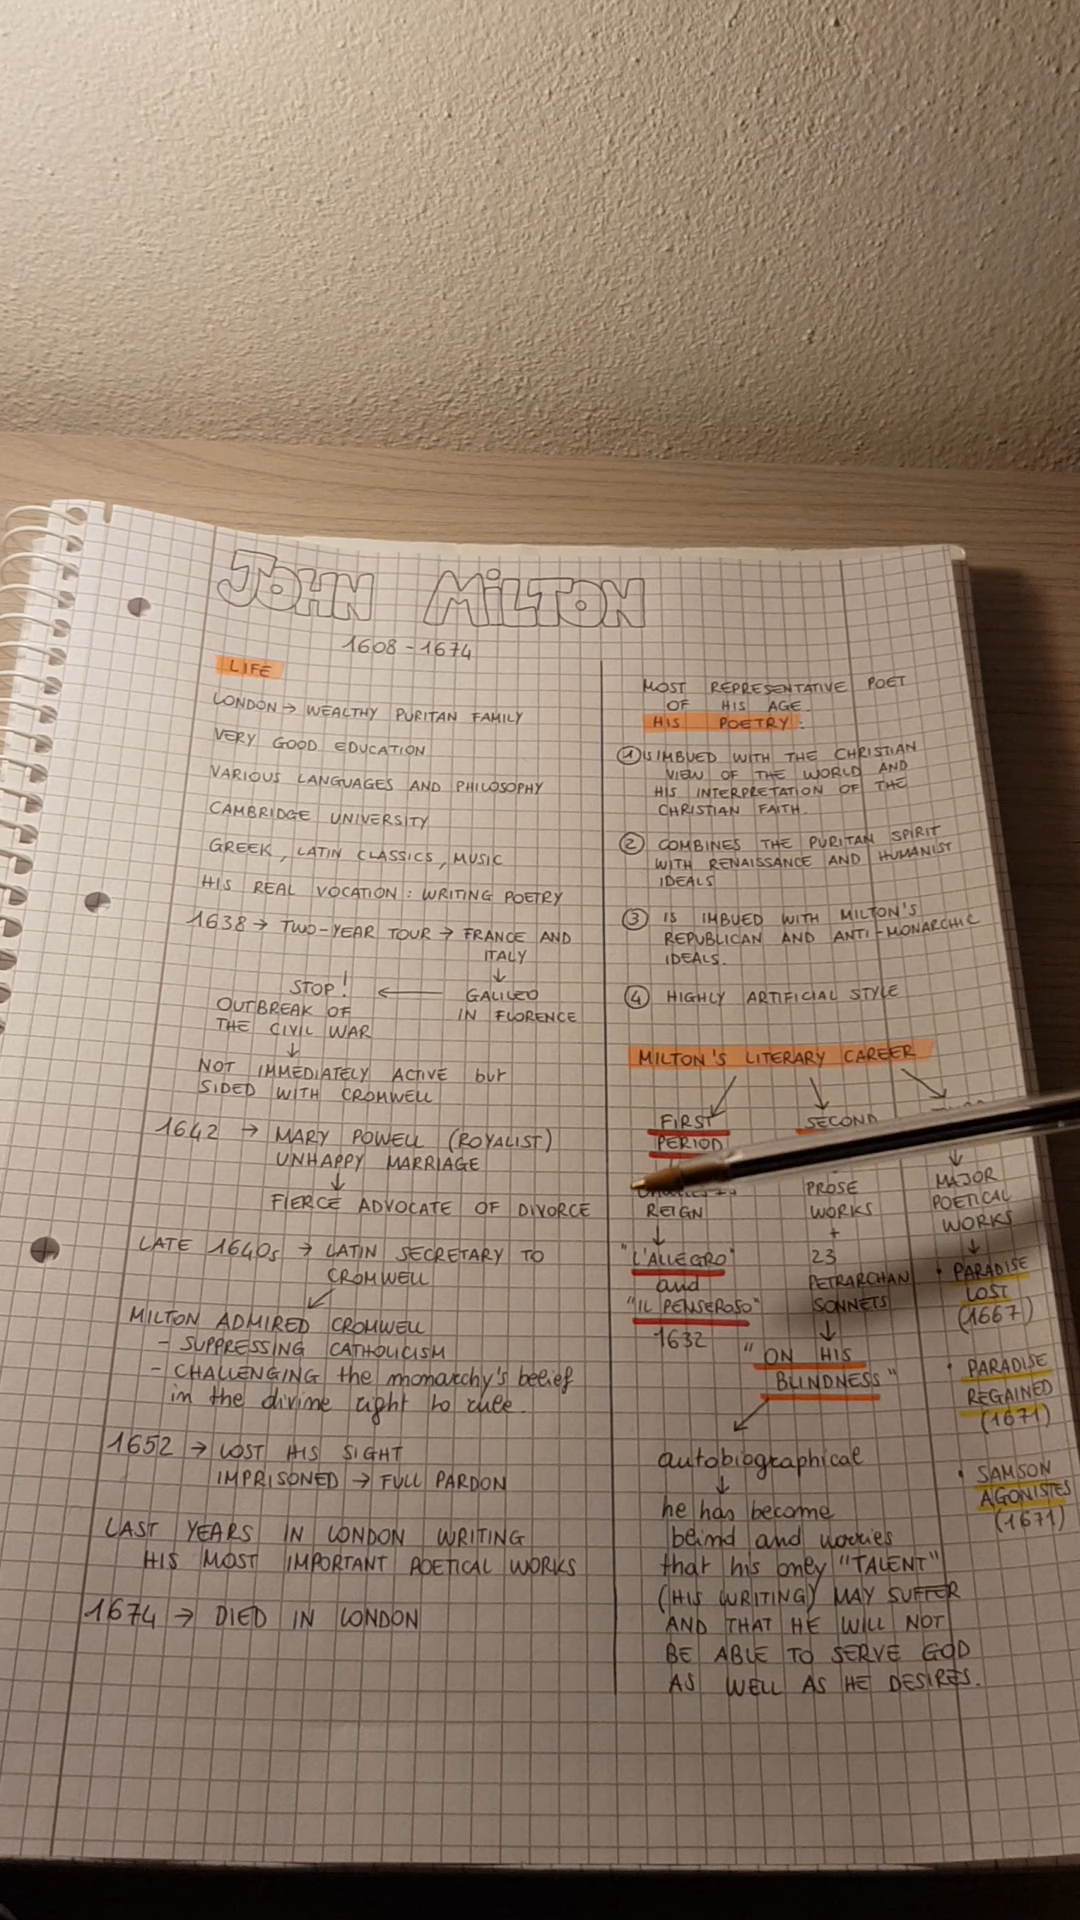 JOHN MILTON
1608-1674
LIFE
LONDON → WEALTHY PURITAN FAMILY
VERY GOOD EDUCATION
VARIOUS LANGUAGES AND PHILOSOPHY
CAMBRIDGE UNIVERSITY
GREEK, LATIN CLASSICS, MUSIC
HIS REAL VOCATION: WRITING POETRY
1638 → TWO-YEAR TOUR → FRANCE AND
ITALY
↓
GALILEO
IN FLORENCE
←
STOP!
OUTBREAK OF
THE CIVIL WAR
↓
NOT IMMEDIATELY ACTIVE but
SIDED WITH CROMWELL
1642 → MARY POWELL (ROYALIST)
UNHAPPY MARRIAGE
↓
FIERCE ADVOCATE OF DIVORCE
LATE 1640s → LATIN SECRETARY TO
CROMWELL
MILTON ADMIRED CROMWELL
- SUPPRESSING CATHOLICISM
- CHALLENGING the monarchy's belief
in the divine right to rule.
1652 → LOST HIS SIGHT
IMPRISONED → FULL PARDON
LAST YEARS IN LONDON WRITING
HIS MOST IMPORTANT POETICAL WORKS
1674 → DIED IN LONDON
MOST REPRESENTATIVE POET
OF HIS AGE.
HIS POETRY:
① IS IMBUED WITH THE CHRISTIAN
VIEW OF THE WORLD AND
HIS INTERPRETATION OF THE
CHRISTIAN FAITH.
② COMBINES THE PURITAN SPIRIT
WITH RENAISSANCE AND HUMANIST
IDEALS
③ IS IMBUED WITH MILTON'S
REPUBLICAN AND ANTI-MONARCHIC
IDEALS.
④ HIGHLY ARTIFICIAL STYLE
MILTON'S LITERARY CAREER
FIRST
PERIOD
REIGN
↓
"L'ALLEGRO"
and
"IL PENSEROSO"
1632
SECOND
PROSE
WORKS
+
23
PETRARCHAN
SONNETS
↓
"ON HIS
BLINDNESS"
autobiographical
↓
he has become
blind and worries
that his only "TALENT"
(HIS WRITING) MAY SUFFER
AND THAT HE WILL NOT
BE ABLE TO SERVE GOD
AS WELL AS HE DESIRES.
↓
MAJOR
POETICAL
WORKS
↓
• PARADISE
LOST
(1667)
• PARADISE
REGAINED
(1671)
• SAMSON
AGONISTES
(1671)